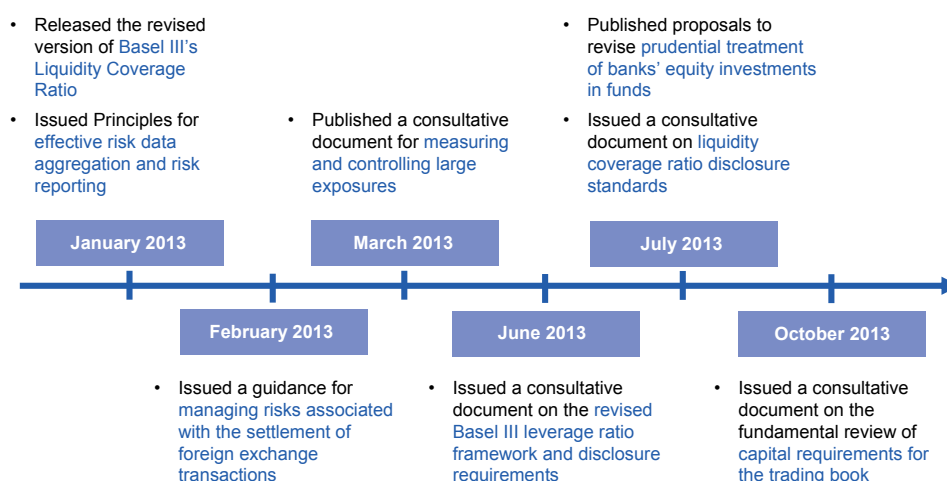 • Released the revised
version of Basel III's
Liquidity Coverage
Ratio
• Issued Principles for
effective risk data
aggregation and risk
reporting
January 2013
• Issued a guidance for
managing risks associated
with the settlement of
foreign exchange
transactions
February 2013
• Published a consultative
document for measuring
and controlling large
exposures
March 2013
• Issued a consultative
document on the revised
Basel III leverage ratio
framework and disclosure
requirements
June 2013
• Published proposals to
revise prudential treatment
of banks' equity investments
in funds
• Issued a consultative
document on liquidity
coverage ratio disclosure
standards
July 2013
• Issued a consultative
document on the
fundamental review of
capital requirements for
the trading book
October 2013